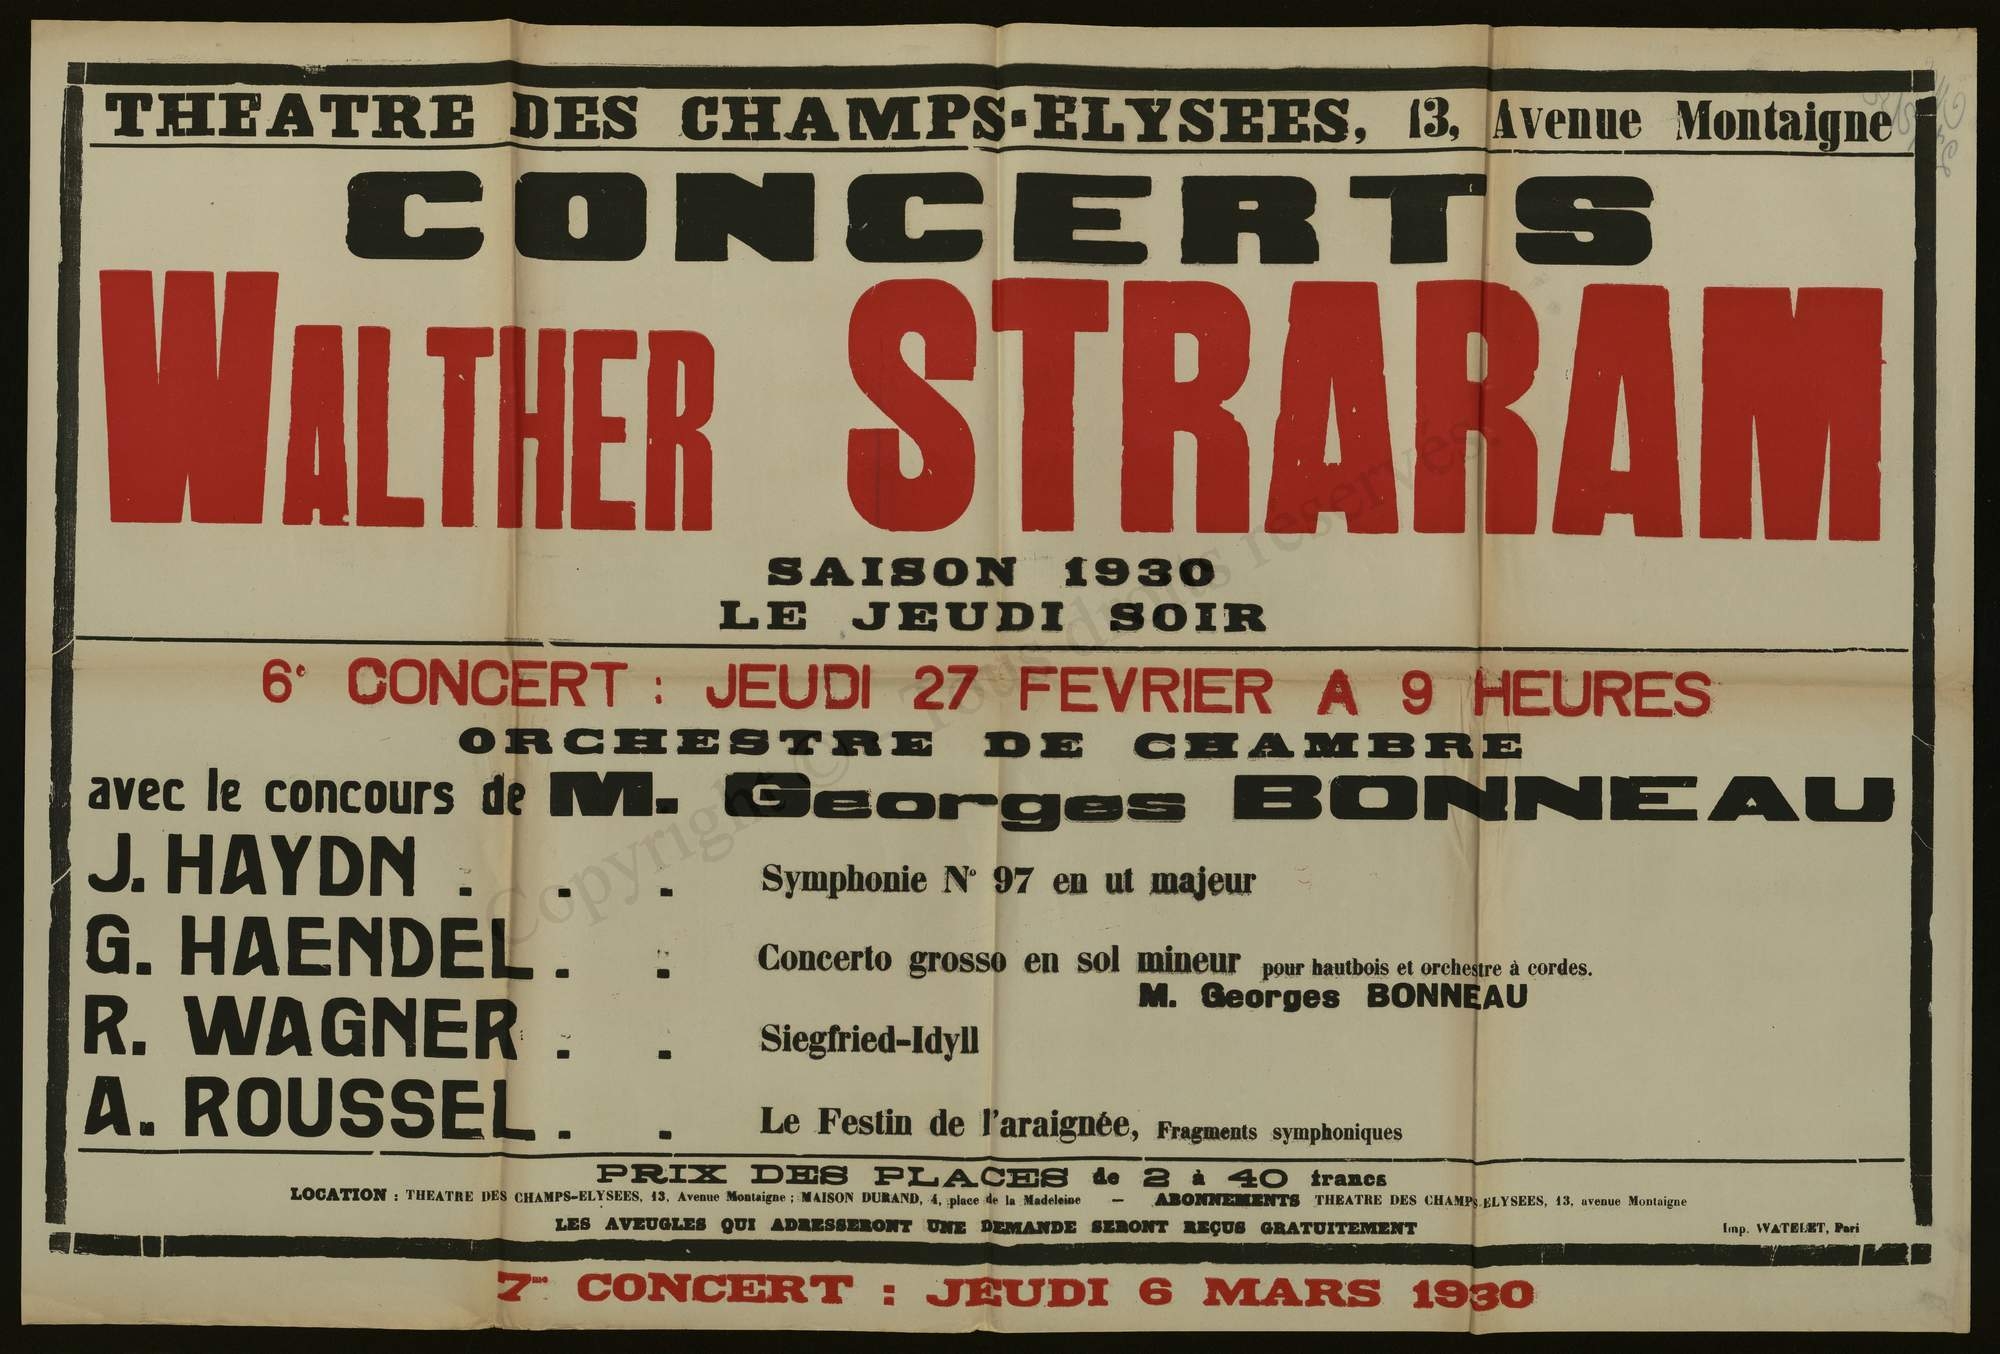 THEATRE DES CHAMPS-ELYSEES, 13, Avenue Montaigne
CONCERTS
WALTHER STRARAM
SAISON 1930
LE JEUDI SOIR
6e CONCERT : JEUDI 27 FEVRIER A 9 HEURES
ORCHESTRE DE CHAMBRE
avec le concours de M. Georges BONNEAU
J. HAYDN . . . Symphonie No 97 en ut majeur
G. HAENDEL . . Concerto grosso en sol mineur pour hautbois et orchestre à cordes.
M. Georges BONNEAU
R. WAGNER . . Siegfried-Idyll
A. ROUSSEL . . Le Festin de l'araignée, Fragments symphoniques
PRIX DES PLACES de 2 à 40 francs
LOCATION : THEATRE DES CHAMPS-ELYSEES, 13, Avenue Montaigne ; MAISON DURAND, 4, place de la Madeleine — ABONNEMENTS THEATRE DES CHAMPS-ELYSEES, 13, avenue Montaigne
LES AVEUGLES QUI ADRESSERONT UNE DEMANDE SERONT REÇUS GRATUITEMENT
Imp. WATELET, Pari
7me CONCERT : JEUDI 6 MARS 1930
Copyright © Tous droits réservés.